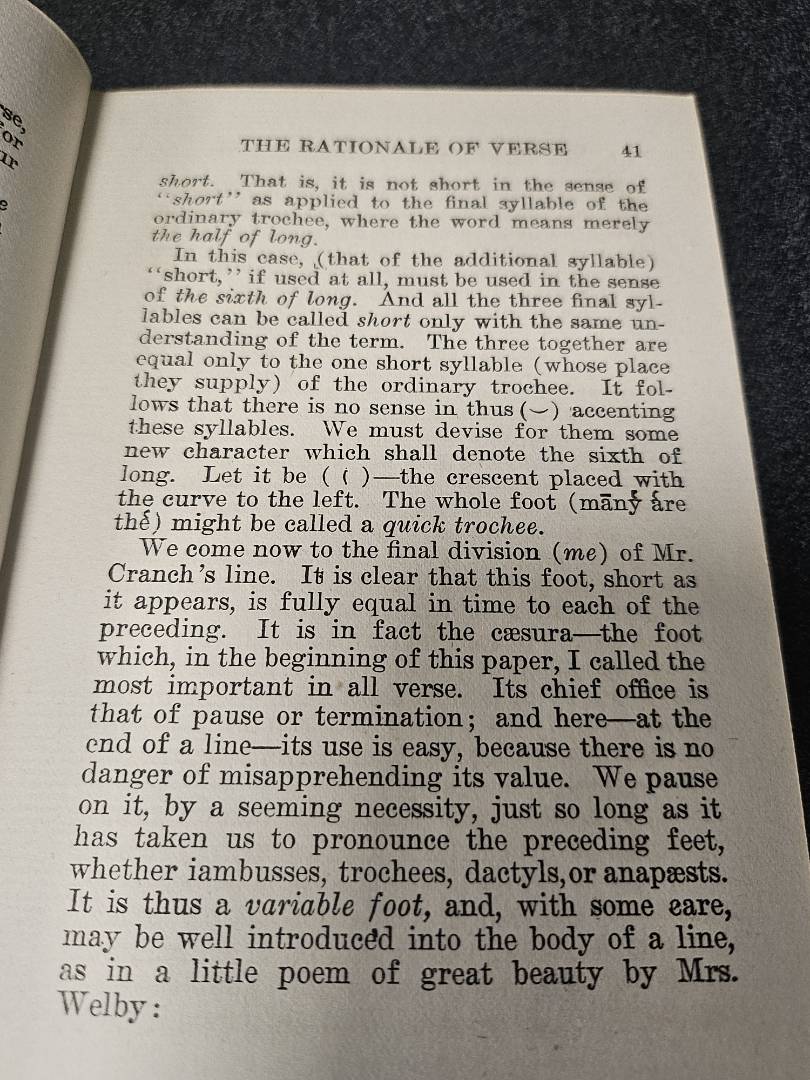 rse,
or
ur
e
THE RATIONALE OF VERSE 41
short. That is, it is not short in the sense of
“short” as applied to the final syllable of the
ordinary trochee, where the word means merely
the half of long.
In this case, (that of the additional syllable)
“short,” if used at all, must be used in the sense
of the sixth of long. And all the three final syl-
lables can be called short only with the same un-
derstanding of the term. The three together are
equal only to the one short syllable (whose place
they supply) of the ordinary trochee. It fol-
lows that there is no sense in thus (⌣) accenting
these syllables. We must devise for them some
new character which shall denote the sixth of
long. Let it be ( ( )—the crescent placed with
the curve to the left. The whole foot (māny are
the) might be called a quick trochee.
We come now to the final division (me) of Mr.
Cranch's line. It is clear that this foot, short as
it appears, is fully equal in time to each of the
preceding. It is in fact the cæsura—the foot
which, in the beginning of this paper, I called the
most important in all verse. Its chief office is
that of pause or termination; and here—at the
end of a line—its use is easy, because there is no
danger of misapprehending its value. We pause
on it, by a seeming necessity, just so long as it
has taken us to pronounce the preceding feet,
whether iambusses, trochees, dactyls, or anapæsts.
It is thus a variable foot, and, with some care,
may be well introduced into the body of a line,
as in a little poem of great beauty by Mrs.
Welby: